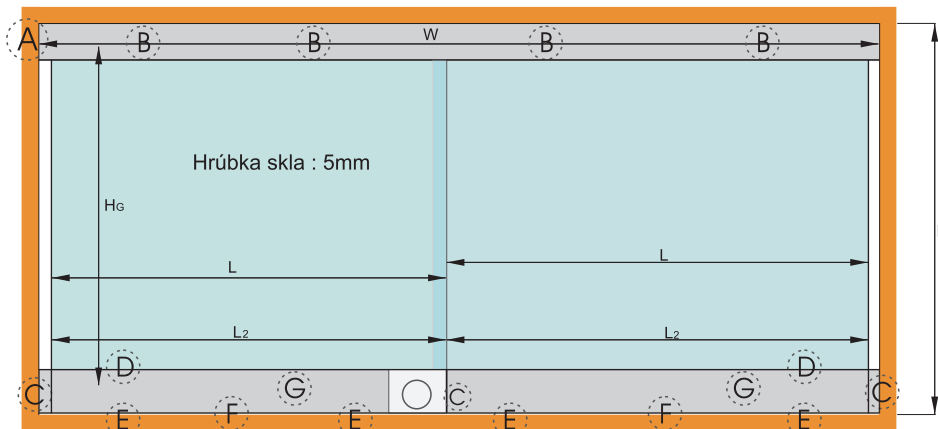 A B B W B B
Hrúbka skla : 5mm
HG
L
L
L2
L2
D D
C G C G C
E F E E F E